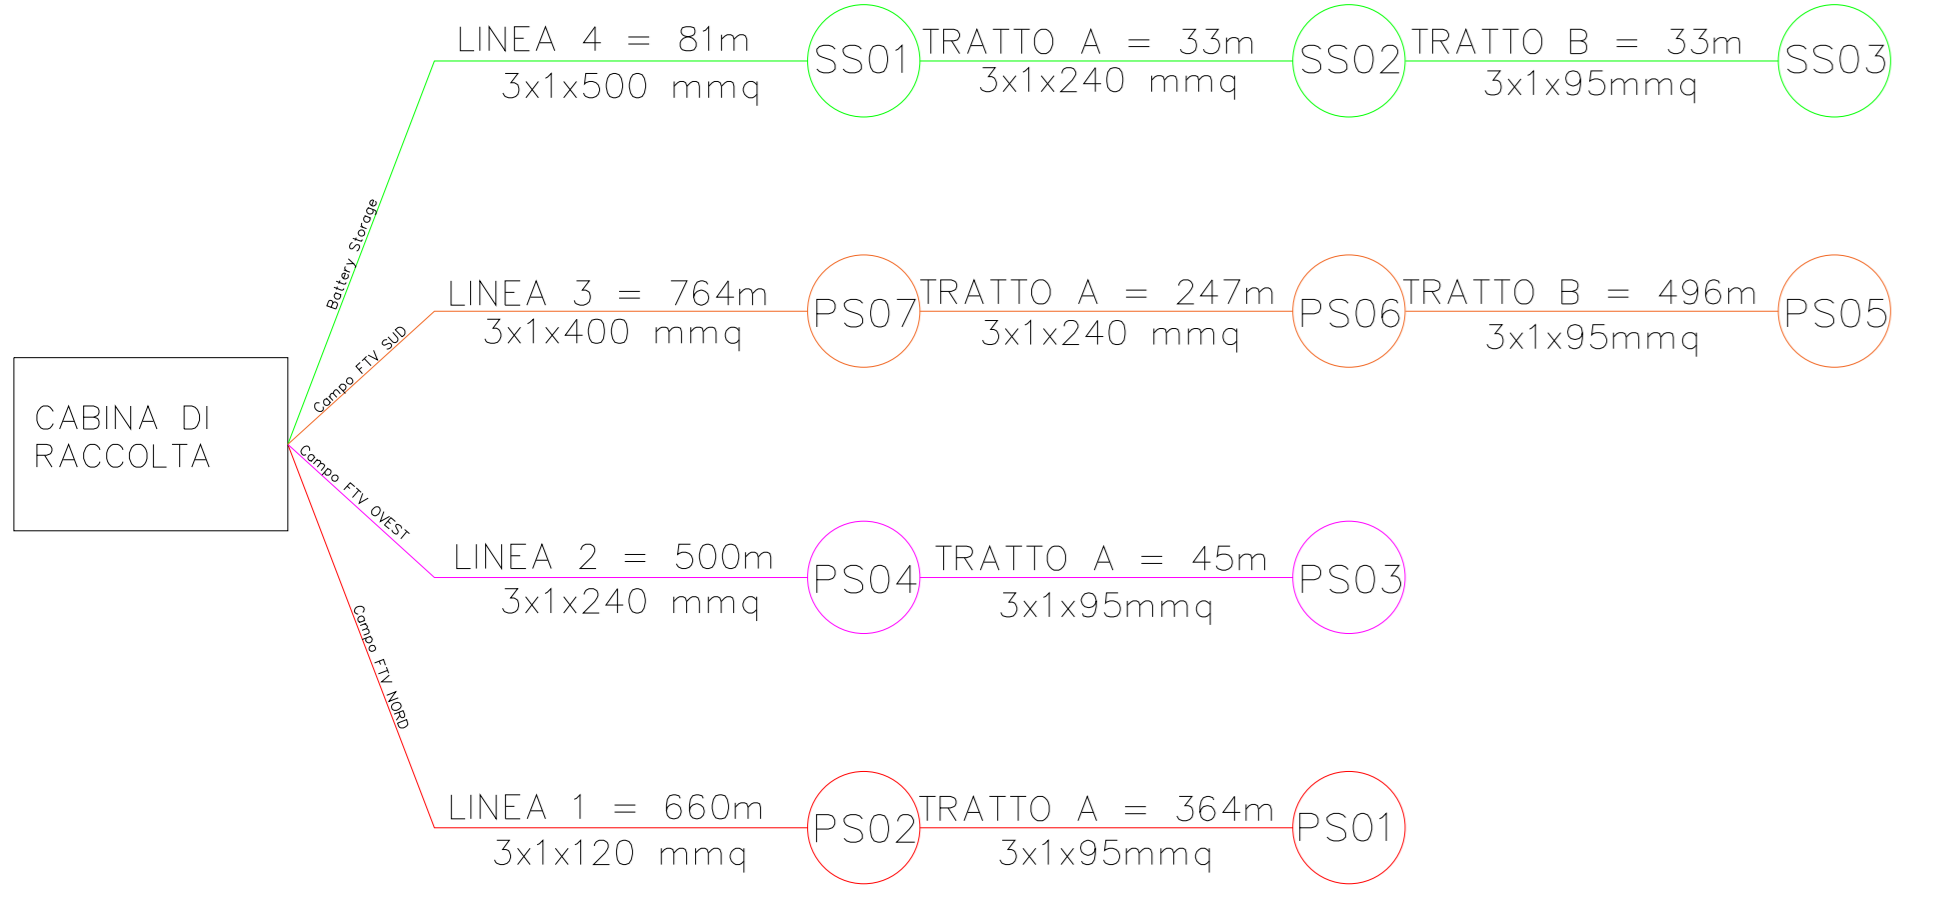 LINEA 4 = 81m
3x1x500 mmq
SS01
TRATTO A = 33m
3x1x240 mmq
SS02
TRATTO B = 33m
3x1x95mmq
SS03
Battery Storage
LINEA 3 = 764m
3x1x400 mmq
PS07
TRATTO A = 247m
3x1x240 mmq
PS06
TRATTO B = 496m
3x1x95mmq
PS05
Campo FTV SUD
CABINA DI
RACCOLTA
Campo FTV OVEST
LINEA 2 = 500m
3x1x240 mmq
PS04
TRATTO A = 45m
3x1x95mmq
PS03
Campo FTV NORD
LINEA 1 = 660m
3x1x120 mmq
PS02
TRATTO A = 364m
3x1x95mmq
PS01